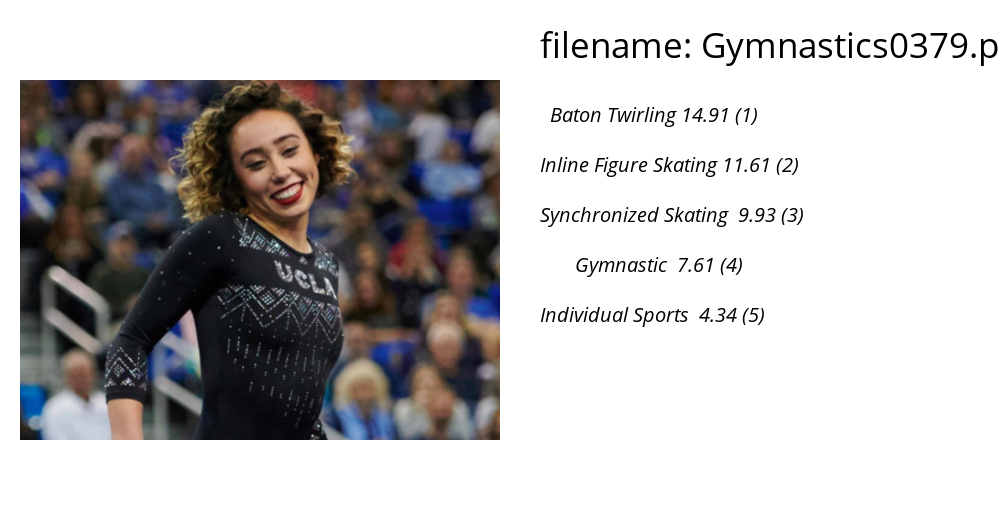 filename: Gymnastics0379.p
Baton Twirling 14.91 (1)
Inline Figure Skating 11.61 (2)
Synchronized Skating 9.93 (3)
Gymnastic 7.61 (4)
Individual Sports 4.34 (5)
UCLA